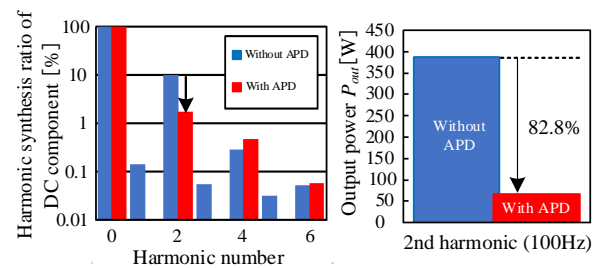 Harmonic synthesis ratio of
DC component [%]
100
10
1
0.1
0.01
Without APD
With APD
0
2
4
6
Harmonic number
Output power Pout [W]
450
400
350
300
250
200
150
100
50
0
Without
APD
82.8%
With APD
2nd harmonic (100Hz)